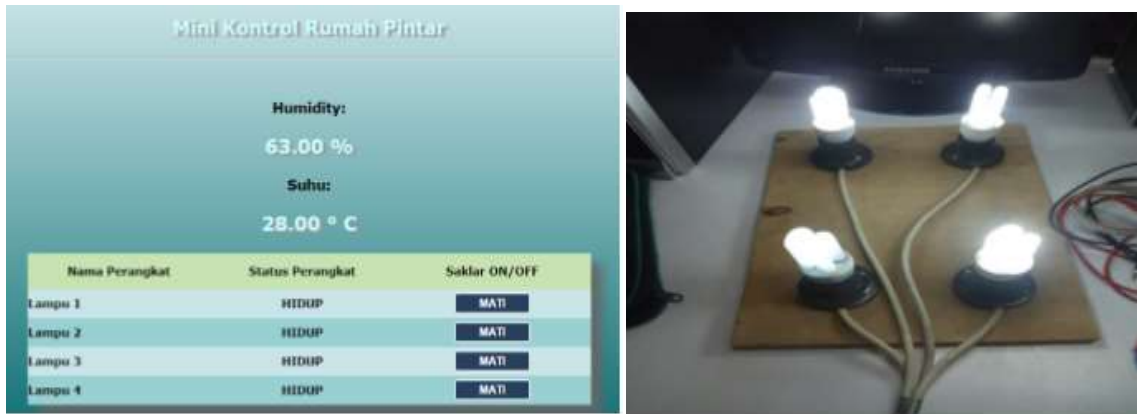 Mini Kontrol Rumah Pintar
Humidity:
63.00 %
Suhu:
28.00 ° C
Nama Perangkat Status Perangkat Saklar ON/OFF
Lampu 1 HIDUP MATI
Lampu 2 HIDUP MATI
Lampu 3 HIDUP MATI
Lampu 4 HIDUP MATI
SAMSUNG